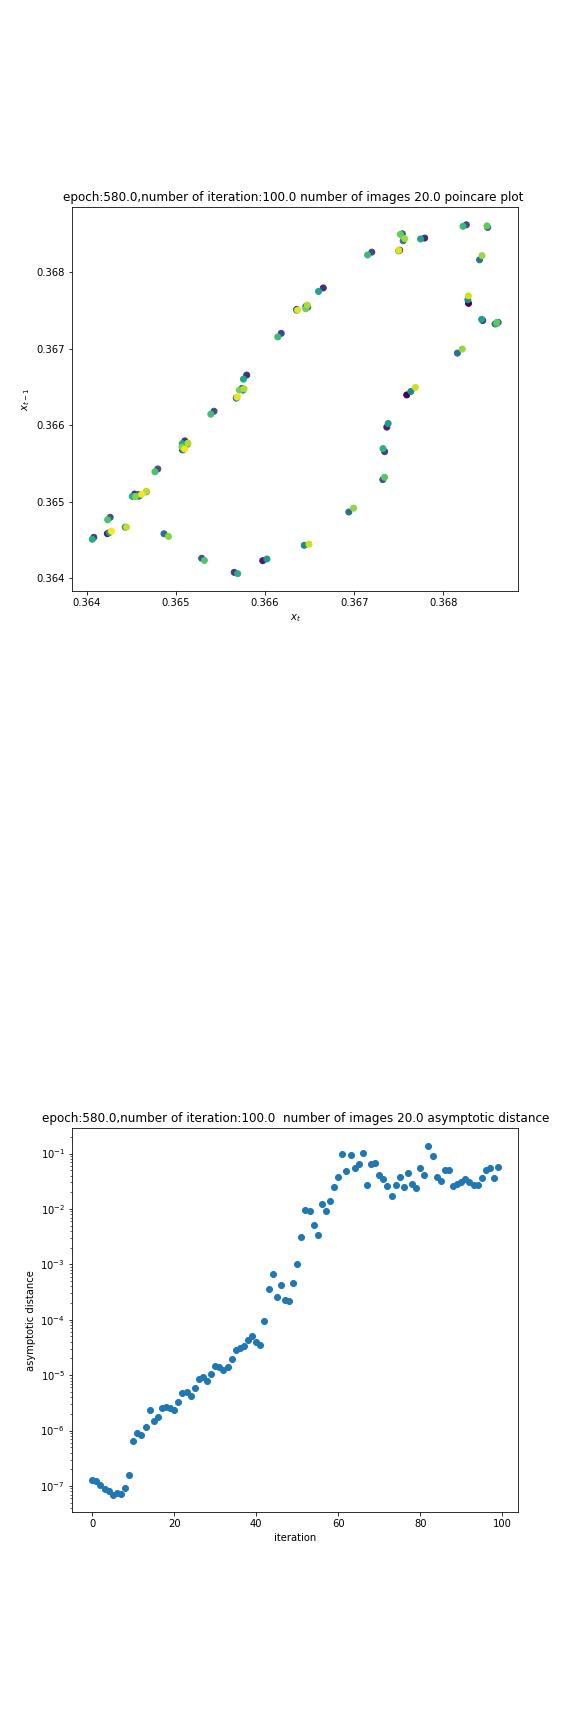 epoch:580.0,number of iteration:100.0 number of images 20.0 poincare plot
0.368
0.367
0.366
0.365
0.364
x_{t-1}
0.364 0.365 0.366 0.367 0.368
x_t
epoch:580.0,number of iteration:100.0  number of images 20.0 asymptotic distance
10^{-1}
10^{-2}
10^{-3}
10^{-4}
10^{-5}
10^{-6}
10^{-7}
asymptotic distance
0 20 40 60 80 100
iteration